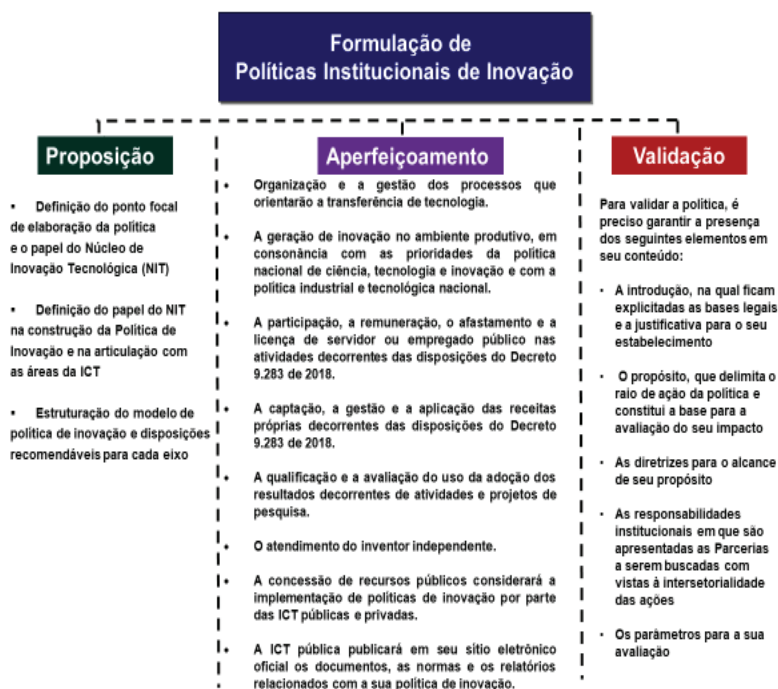 Formulação de
Políticas Institucionais de Inovação
Proposição
▪ Definição do ponto focal
de elaboração da política
e o papel do Núcleo de
Inovação Tecnológica (NIT)
▪ Definição do papel do NIT
na construção da Política de
Inovação e na articulação com
as áreas da ICT
▪ Estruturação do modelo de
política de inovação e disposições
recomendáveis para cada eixo
Aperfeiçoamento
• Organização e a gestão dos processos que
orientarão a transferência de tecnologia.
• A geração de inovação no ambiente produtivo, em
consonância com as prioridades da política
nacional de ciência, tecnologia e inovação e com a
política industrial e tecnológica nacional.
• A participação, a remuneração, o afastamento e a
licença de servidor ou empregado público nas
atividades decorrentes das disposições do Decreto
9.283 de 2018.
• A captação, a gestão e a aplicação das receitas
próprias decorrentes das disposições do Decreto
9.283 de 2018.
• A qualificação e a avaliação do uso da adoção dos
resultados decorrentes de atividades e projetos de
pesquisa.
• O atendimento do inventor independente.
• A concessão de recursos públicos considerará a
implementação de políticas de inovação por parte
das ICT públicas e privadas.
• A ICT pública publicará em seu sítio eletrônico
oficial os documentos, as normas e os relatórios
relacionados com a sua política de inovação.
Validação
Para validar a política, é
preciso garantir a presença
dos seguintes elementos em
seu conteúdo:
• A introdução, na qual ficam
explicitadas as bases legais
e a justificativa para o seu
estabelecimento
• O propósito, que delimita o
raio de ação da política e
constitui a base para a
avaliação do seu impacto
• As diretrizes para o alcance
de seu propósito
• As responsabilidades
institucionais em que são
apresentadas as Parcerias
a serem buscadas com
vistas à intersetorialidade
das ações
• Os parâmetros para a sua
avaliação